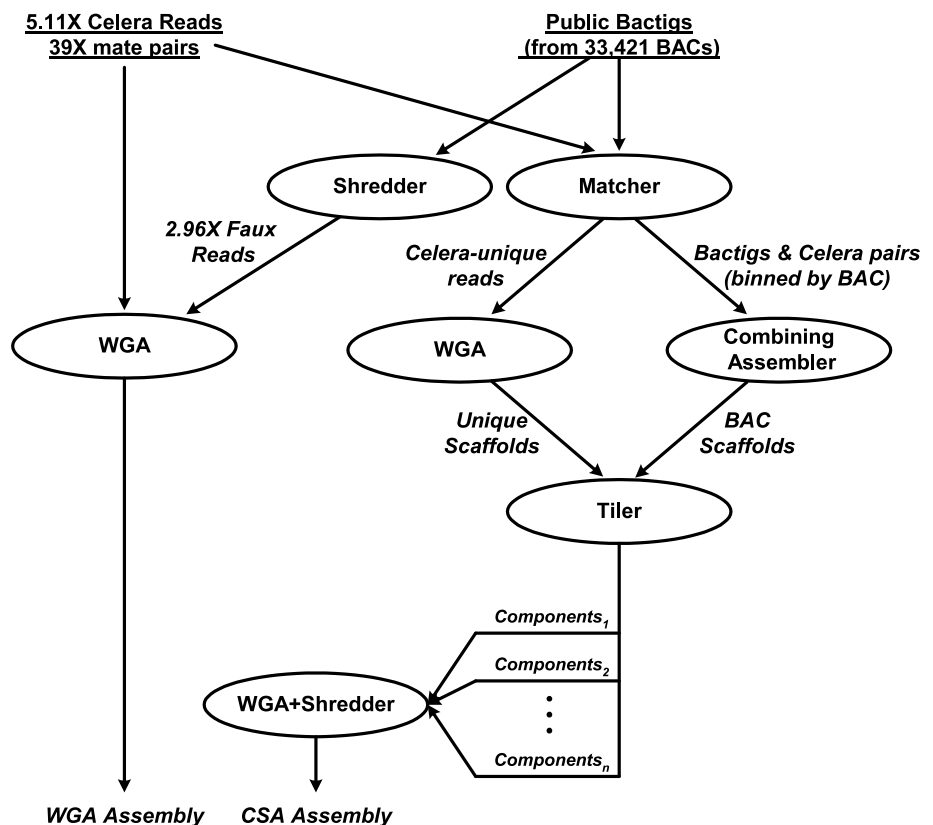 5.11X Celera Reads
39X mate pairs
Public Bactigs
(from 33,421 BACs)
Shredder
Matcher
2.96X Faux
Reads
Celera-unique
reads
Bactigs & Celera pairs
(binned by BAC)
WGA
WGA
Combining
Assembler
Unique
Scaffolds
BAC
Scaffolds
Tiler
Components1
Components2
WGA+Shredder
Componentsn
WGA Assembly
CSA Assembly